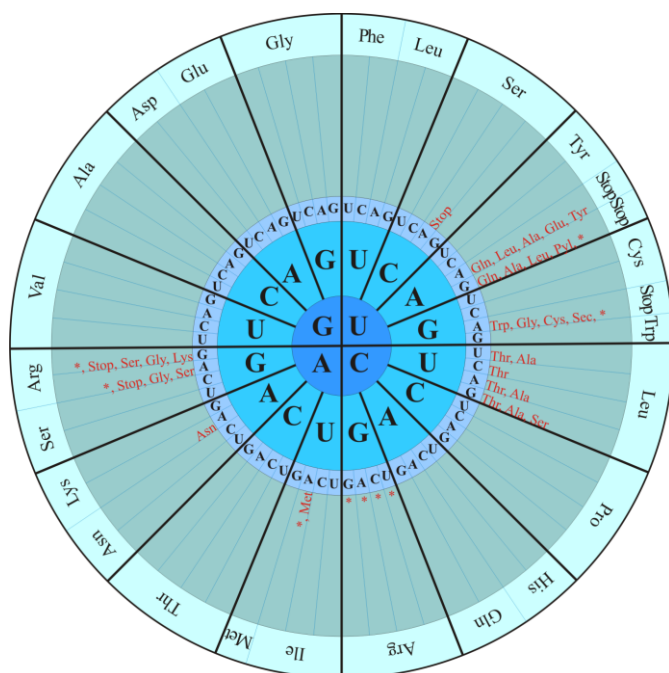 Gly
Phe
Leu
Ser
Tyr
Stop
Stop
Cys
Stop
Trp
Leu
Pro
His
Gln
Arg
Ile
Met
Thr
Asn
Lys
Ser
Arg
Val
Ala
Asp
Glu
Stop
Gln, Leu, Ala, Glu, Tyr
Gln, Ala, Leu, Pyl, *
Trp, Gly, Cys, Sec, *
Thr, Ala
Thr
Thr, Ala
Thr, Ala, Ser
* * * *
*, Met
Asn
*, Stop, Gly, Ser
*, Stop, Ser, Gly, Lys
U C A G U C A G U C A G U C A G
U C A G U C A G U C A G U C A G
U C A G U C A G U C A G U C A G
U C A G U C A G U C A G U C A G
U C A G
U C A G
U C A G
U C A G
U C A G